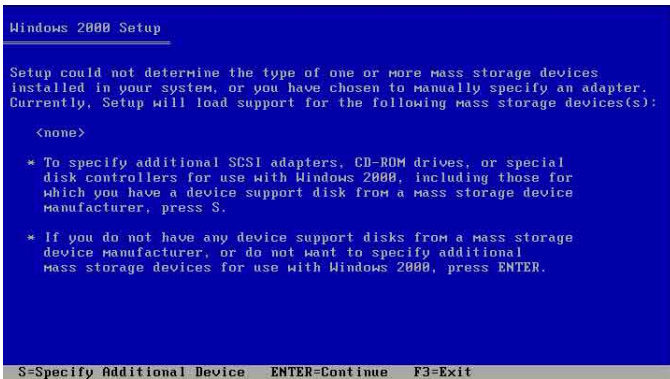 Windows 2000 Setup
Setup could not determine the type of one or more mass storage devices
installed in your system, or you have chosen to manually specify an adapter.
Currently, Setup will load support for the following mass storage devices(s):
<none>
* To specify additional SCSI adapters, CD-ROM drives, or special
disk controllers for use with Windows 2000, including those for
which you have a device support disk from a mass storage device
manufacturer, press S.
* If you do not have any device support disks from a mass storage
device manufacturer, or do not want to specify additional
mass storage devices for use with Windows 2000, press ENTER.
S=Specify Additional Device ENTER=Continue F3=Exit